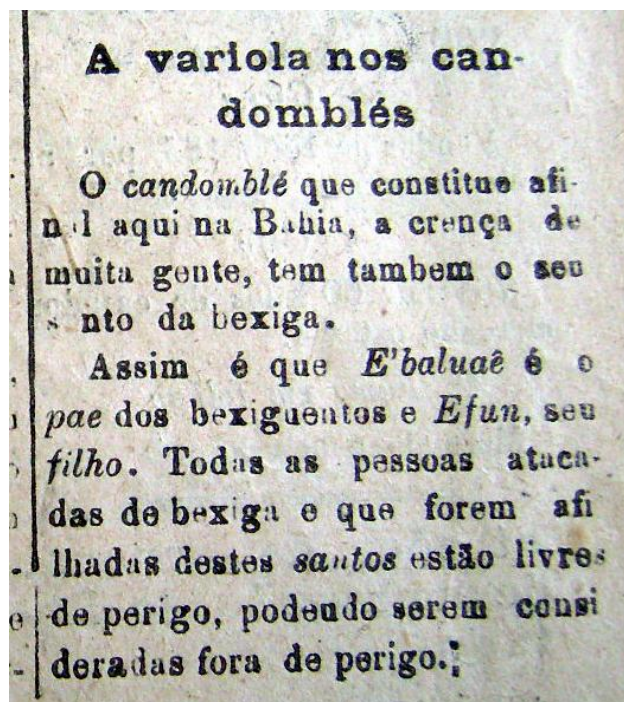 A variola nos can-
domblés
O candomblé que constitue afi-
nal aqui na Bahia, a crença de
muita gente, tem tambem o seu
santo da bexiga.
Assim é que E'baluaê é o
pae dos bexiguentos e Efun, seu
filho. Todas as pessoas ataca-
das de bexiga e que forem afi
lhadas destes santos estão livres
de perigo, podendo serem consi
deradas fora de perigo.;